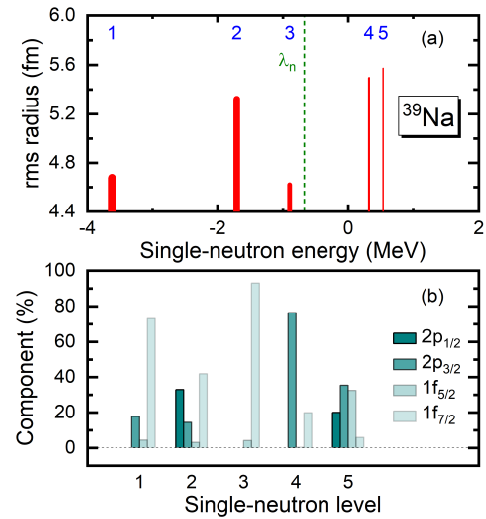 6.0
5.6
5.2
4.8
4.4
rms radius (fm)
1 2 3 4 5
(a)
λn
³⁹Na
-4 -2 0 2
Single-neutron energy (MeV)
100
80
60
40
20
0
Component (%)
(b)
2p1/2
2p3/2
1f5/2
1f7/2
1 2 3 4 5
Single-neutron level